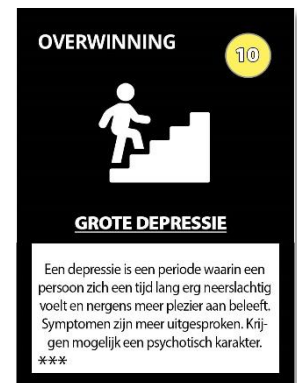 OVERWINNING
10
GROTE DEPRESSIE
Een depressie is een periode waarin een
persoon zich een tijd lang erg neerslachtig
voelt en nergens meer plezier aan beleeft.
Symptomen zijn meer uitgesproken. Krij-
gen mogelijk een psychotisch karakter.
***